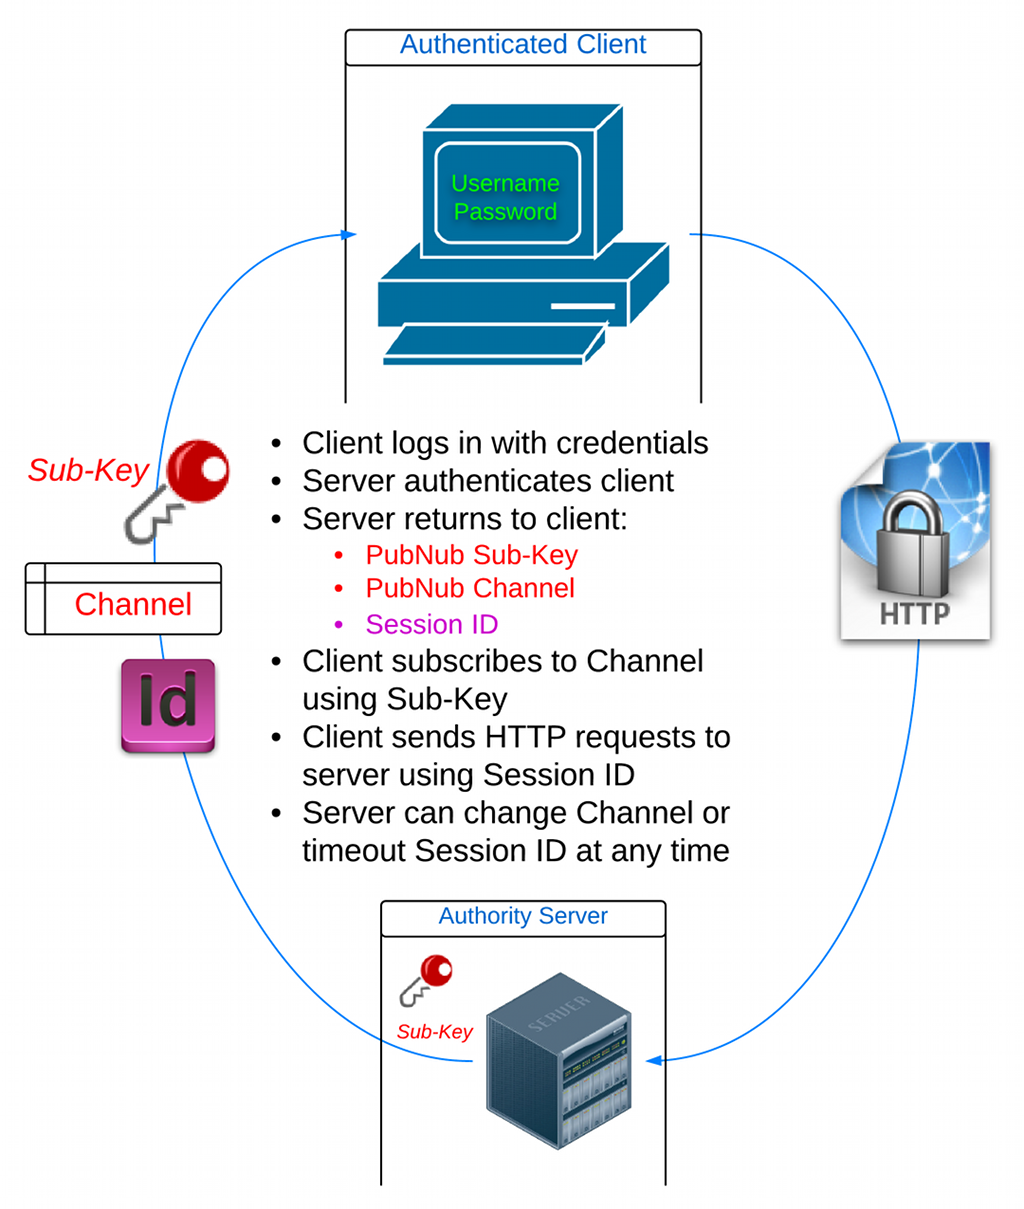 Authenticated Client
Username
Password
Sub-Key
• Client logs in with credentials
• Server authenticates client
• Server returns to client:
• PubNub Sub-Key
• PubNub Channel
• Session ID
• Client subscribes to Channel
using Sub-Key
• Client sends HTTP requests to
server using Session ID
• Server can change Channel or
timeout Session ID at any time
Channel
Id
HTTP
Authority Server
Sub-Key
SERVER